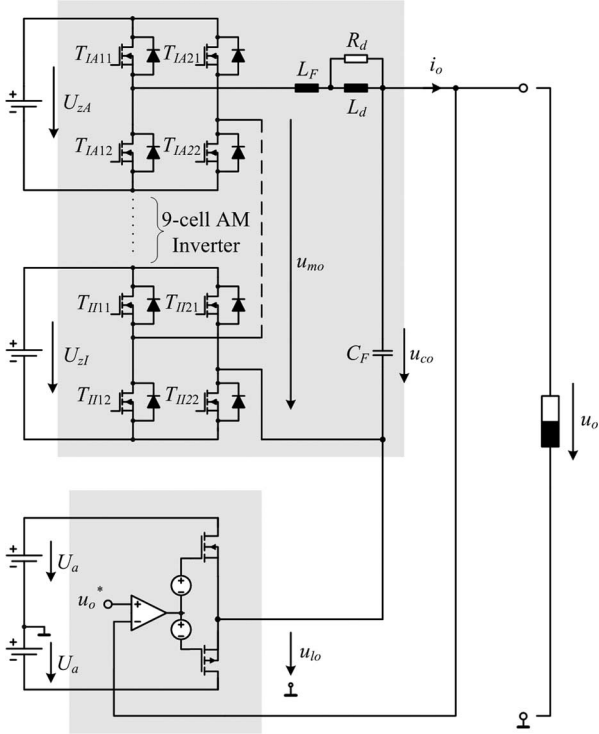 T_IA11
T_IA21
R_d
L_F
L_d
i_o
U_zA
T_IA12
T_IA22
9-cell AM
Inverter
u_mo
T_II11
T_II21
U_zI
C_F
u_co
T_II12
T_II22
u_o
U_a
u_o*
U_a
u_lo